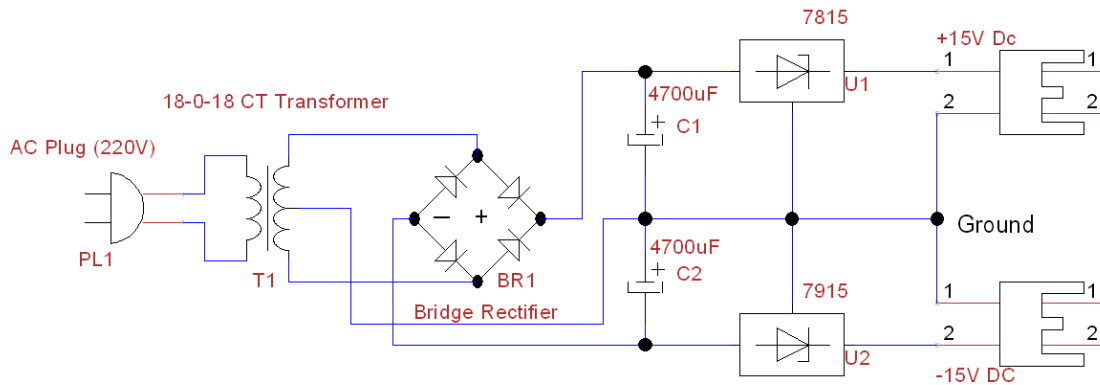 7815
+15V Dc
1
1
U1
18-0-18 CT Transformer
4700uF
+
C1
2
2
AC Plug (220V)
− +
Ground
4700uF
+
C2
PL1
T1
BR1
Bridge Rectifier
7915
1
1
2
2
U2
-15V DC